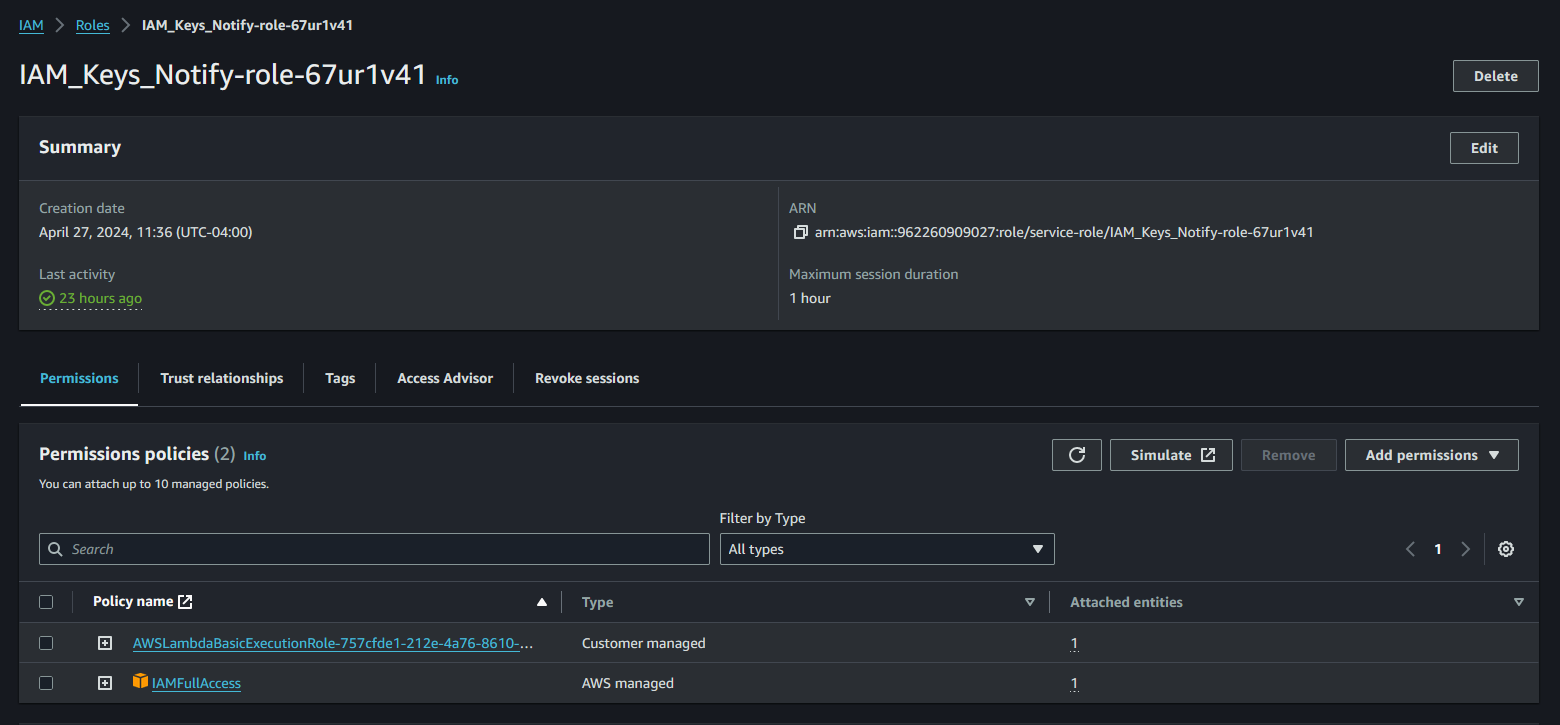 IAM > Roles > IAM_Keys_Notify-role-67ur1v41
IAM_Keys_Notify-role-67ur1v41 Info
Delete
Summary
Edit
Creation date
April 27, 2024, 11:36 (UTC-04:00)
ARN
arn:aws:iam::962260909027:role/service-role/IAM_Keys_Notify-role-67ur1v41
Last activity
23 hours ago
Maximum session duration
1 hour
Permissions Trust relationships Tags Access Advisor Revoke sessions
Permissions policies (2) Info
Simulate Remove Add permissions
You can attach up to 10 managed policies.
Filter by Type
Search All types 1
Policy name Type Attached entities
AWSLambdaBasicExecutionRole-757cfde1-212e-4a76-8610-... Customer managed 1
IAMFullAccess AWS managed 1